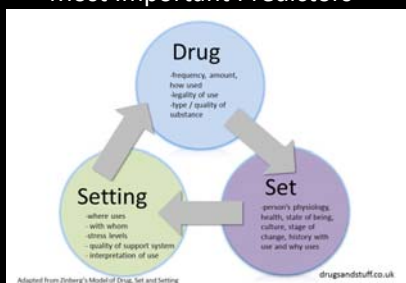 Most Important Predictors
Drug
-frequency, amount,
how used
-legality of use
-type / quality of
substance
Setting
-where uses
- with whom
-stress levels
- quality of support system
- interpretation of use
Set
-person's physiology,
health, state of being,
culture, stage of
change, history with
use and why uses
Adapted from Zinberg's Model of Drug, Set and Setting
drugsandstuff.co.uk